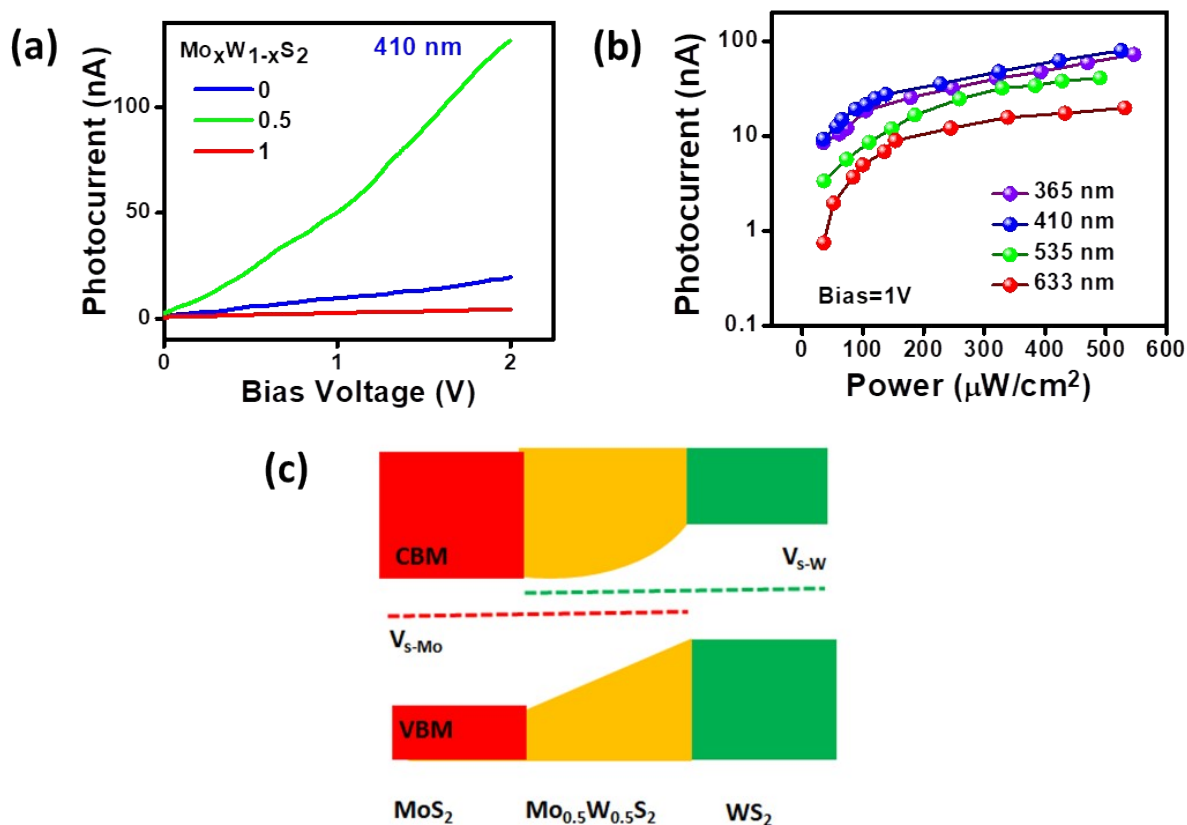 (a)
Photocurrent (nA)
100
50
0
MoₓW₁₋ₓS₂
0
0.5
1
410 nm
0 1 2
Bias Voltage (V)
(b)
Photocurrent (nA)
100
10
1
0.1
365 nm
410 nm
535 nm
633 nm
Bias=1V
0 100 200 300 400 500 600
Power (μW/cm²)
(c)
CBM
V_{s-W}
V_{s-Mo}
VBM
MoS₂ Mo₀.₅W₀.₅S₂ WS₂